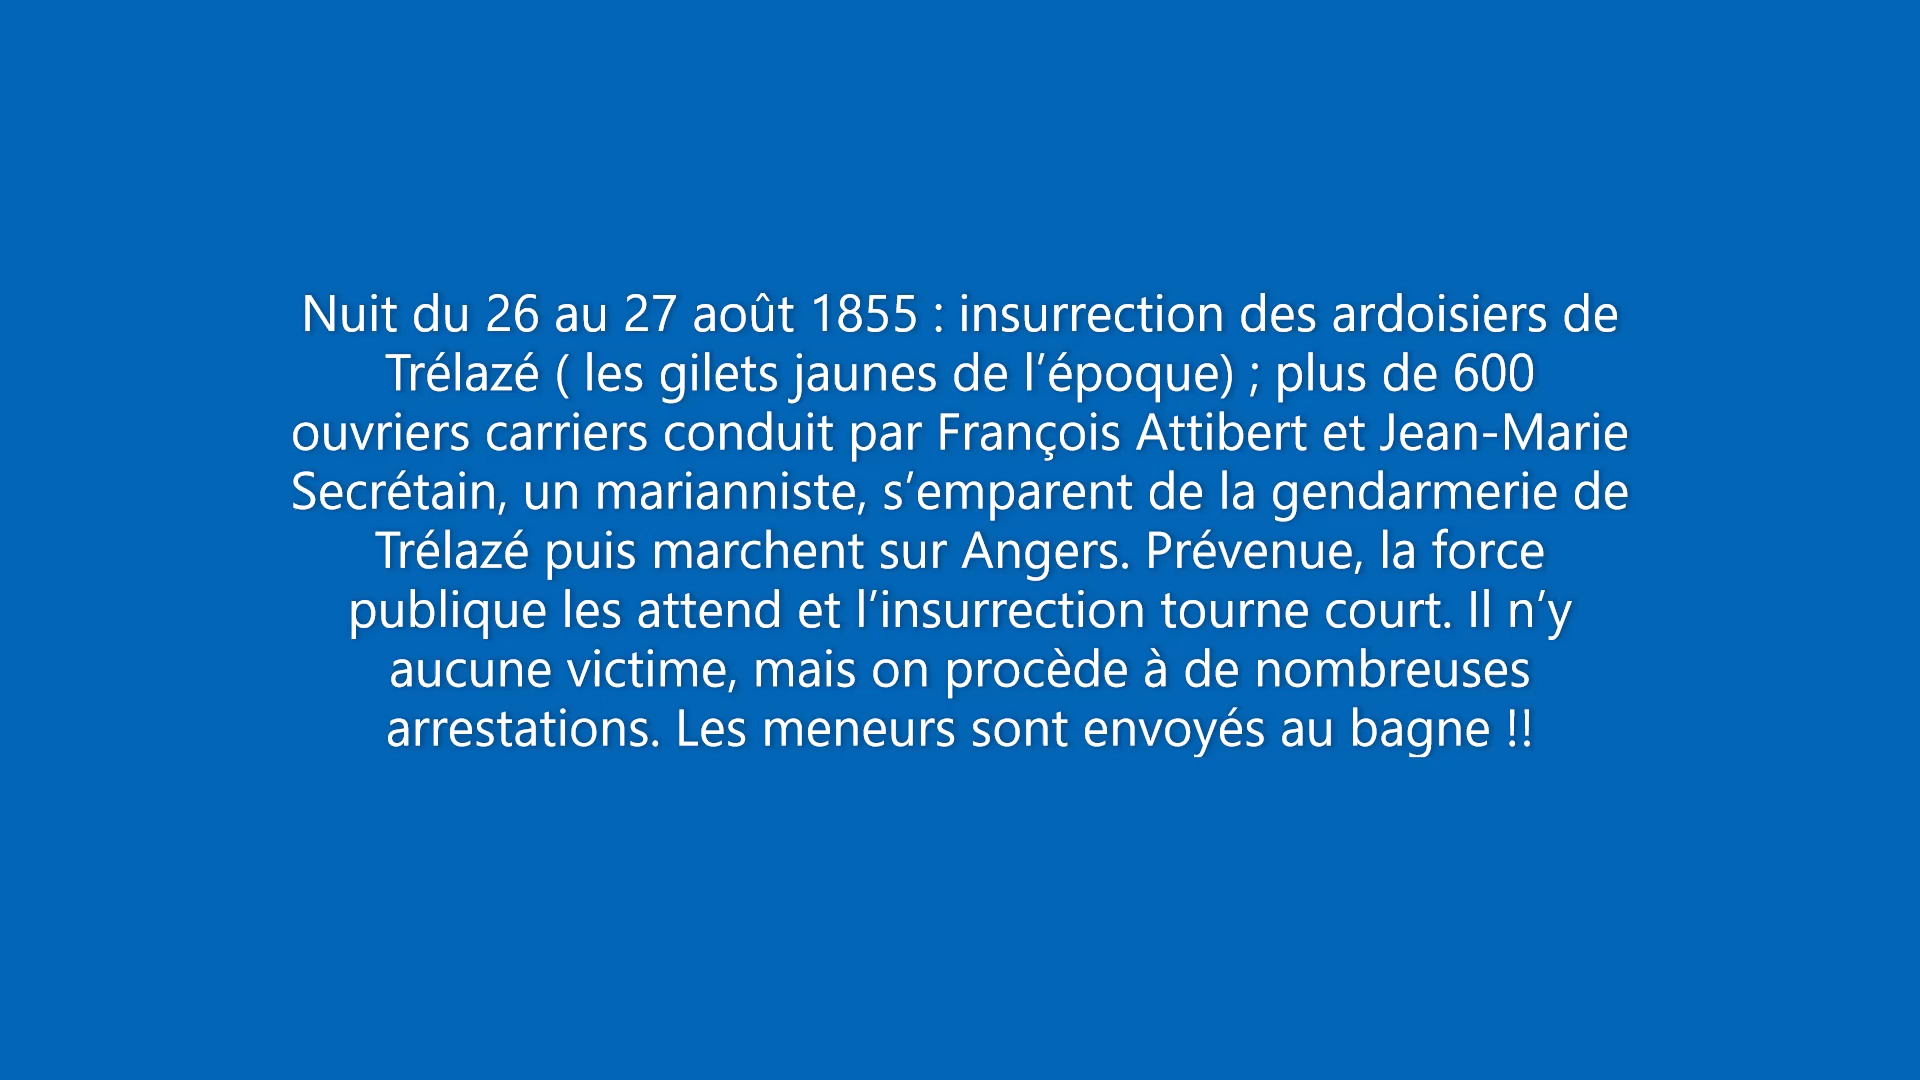 Nuit du 26 au 27 août 1855 : insurrection des ardoisiers de
Trélazé ( les gilets jaunes de l’époque) ; plus de 600
ouvriers carriers conduit par François Attibert et Jean-Marie
Secrétain, un marianniste, s’emparent de la gendarmerie de
Trélazé puis marchent sur Angers. Prévenue, la force
publique les attend et l’insurrection tourne court. Il n’y
aucune victime, mais on procède à de nombreuses
arrestations. Les meneurs sont envoyés au bagne !!